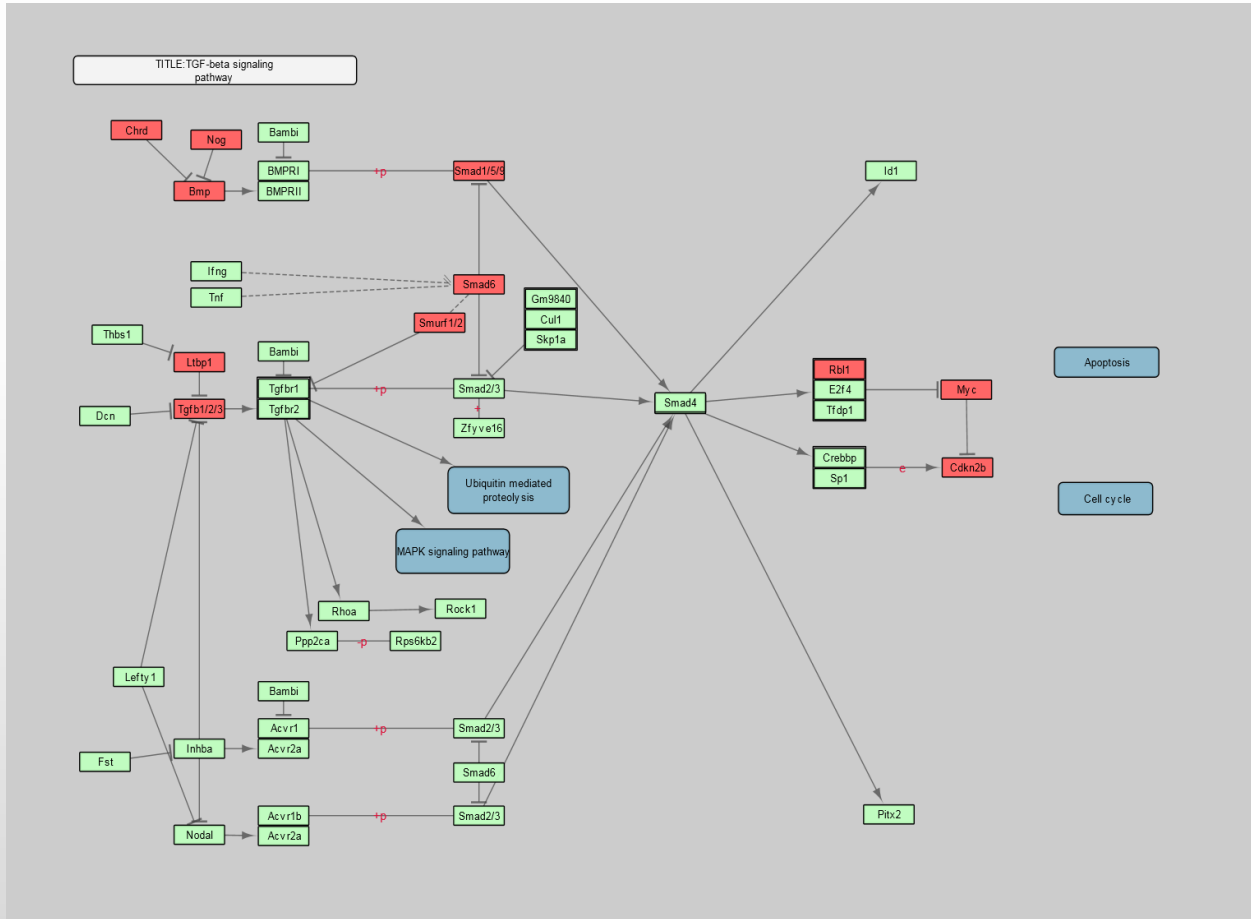 TITLE:TGF-beta signaling
pathway
Chrd
Nog
Bambi
Bmp
BMPRI
BMPRII
+p
Smad1/5/9
Id1
Ifng
Tnf
Smad6
Smurf1/2
Gm9840
Cul1
Skp1a
Thbs1
Ltbp1
Bambi
Dcn
Tgfb1/2/3
Tgfbr1
Tgfbr2
+p
Smad2/3
+
Zfyve16
Smad4
Rbl1
E2f4
Tfdp1
Myc
Apoptosis
Crebbp
Sp1
e
Cdkn2b
Cell cycle
Ubiquitin mediated
proteolysis
MAPK signaling pathway
Rhoa
Rock1
Ppp2ca
-p
Rps6kb2
Lefty1
Bambi
Fst
Inhba
Acvr1
Acvr2a
+p
Smad2/3
Smad6
Nodal
Acvr1b
Acvr2a
+p
Smad2/3
Pitx2